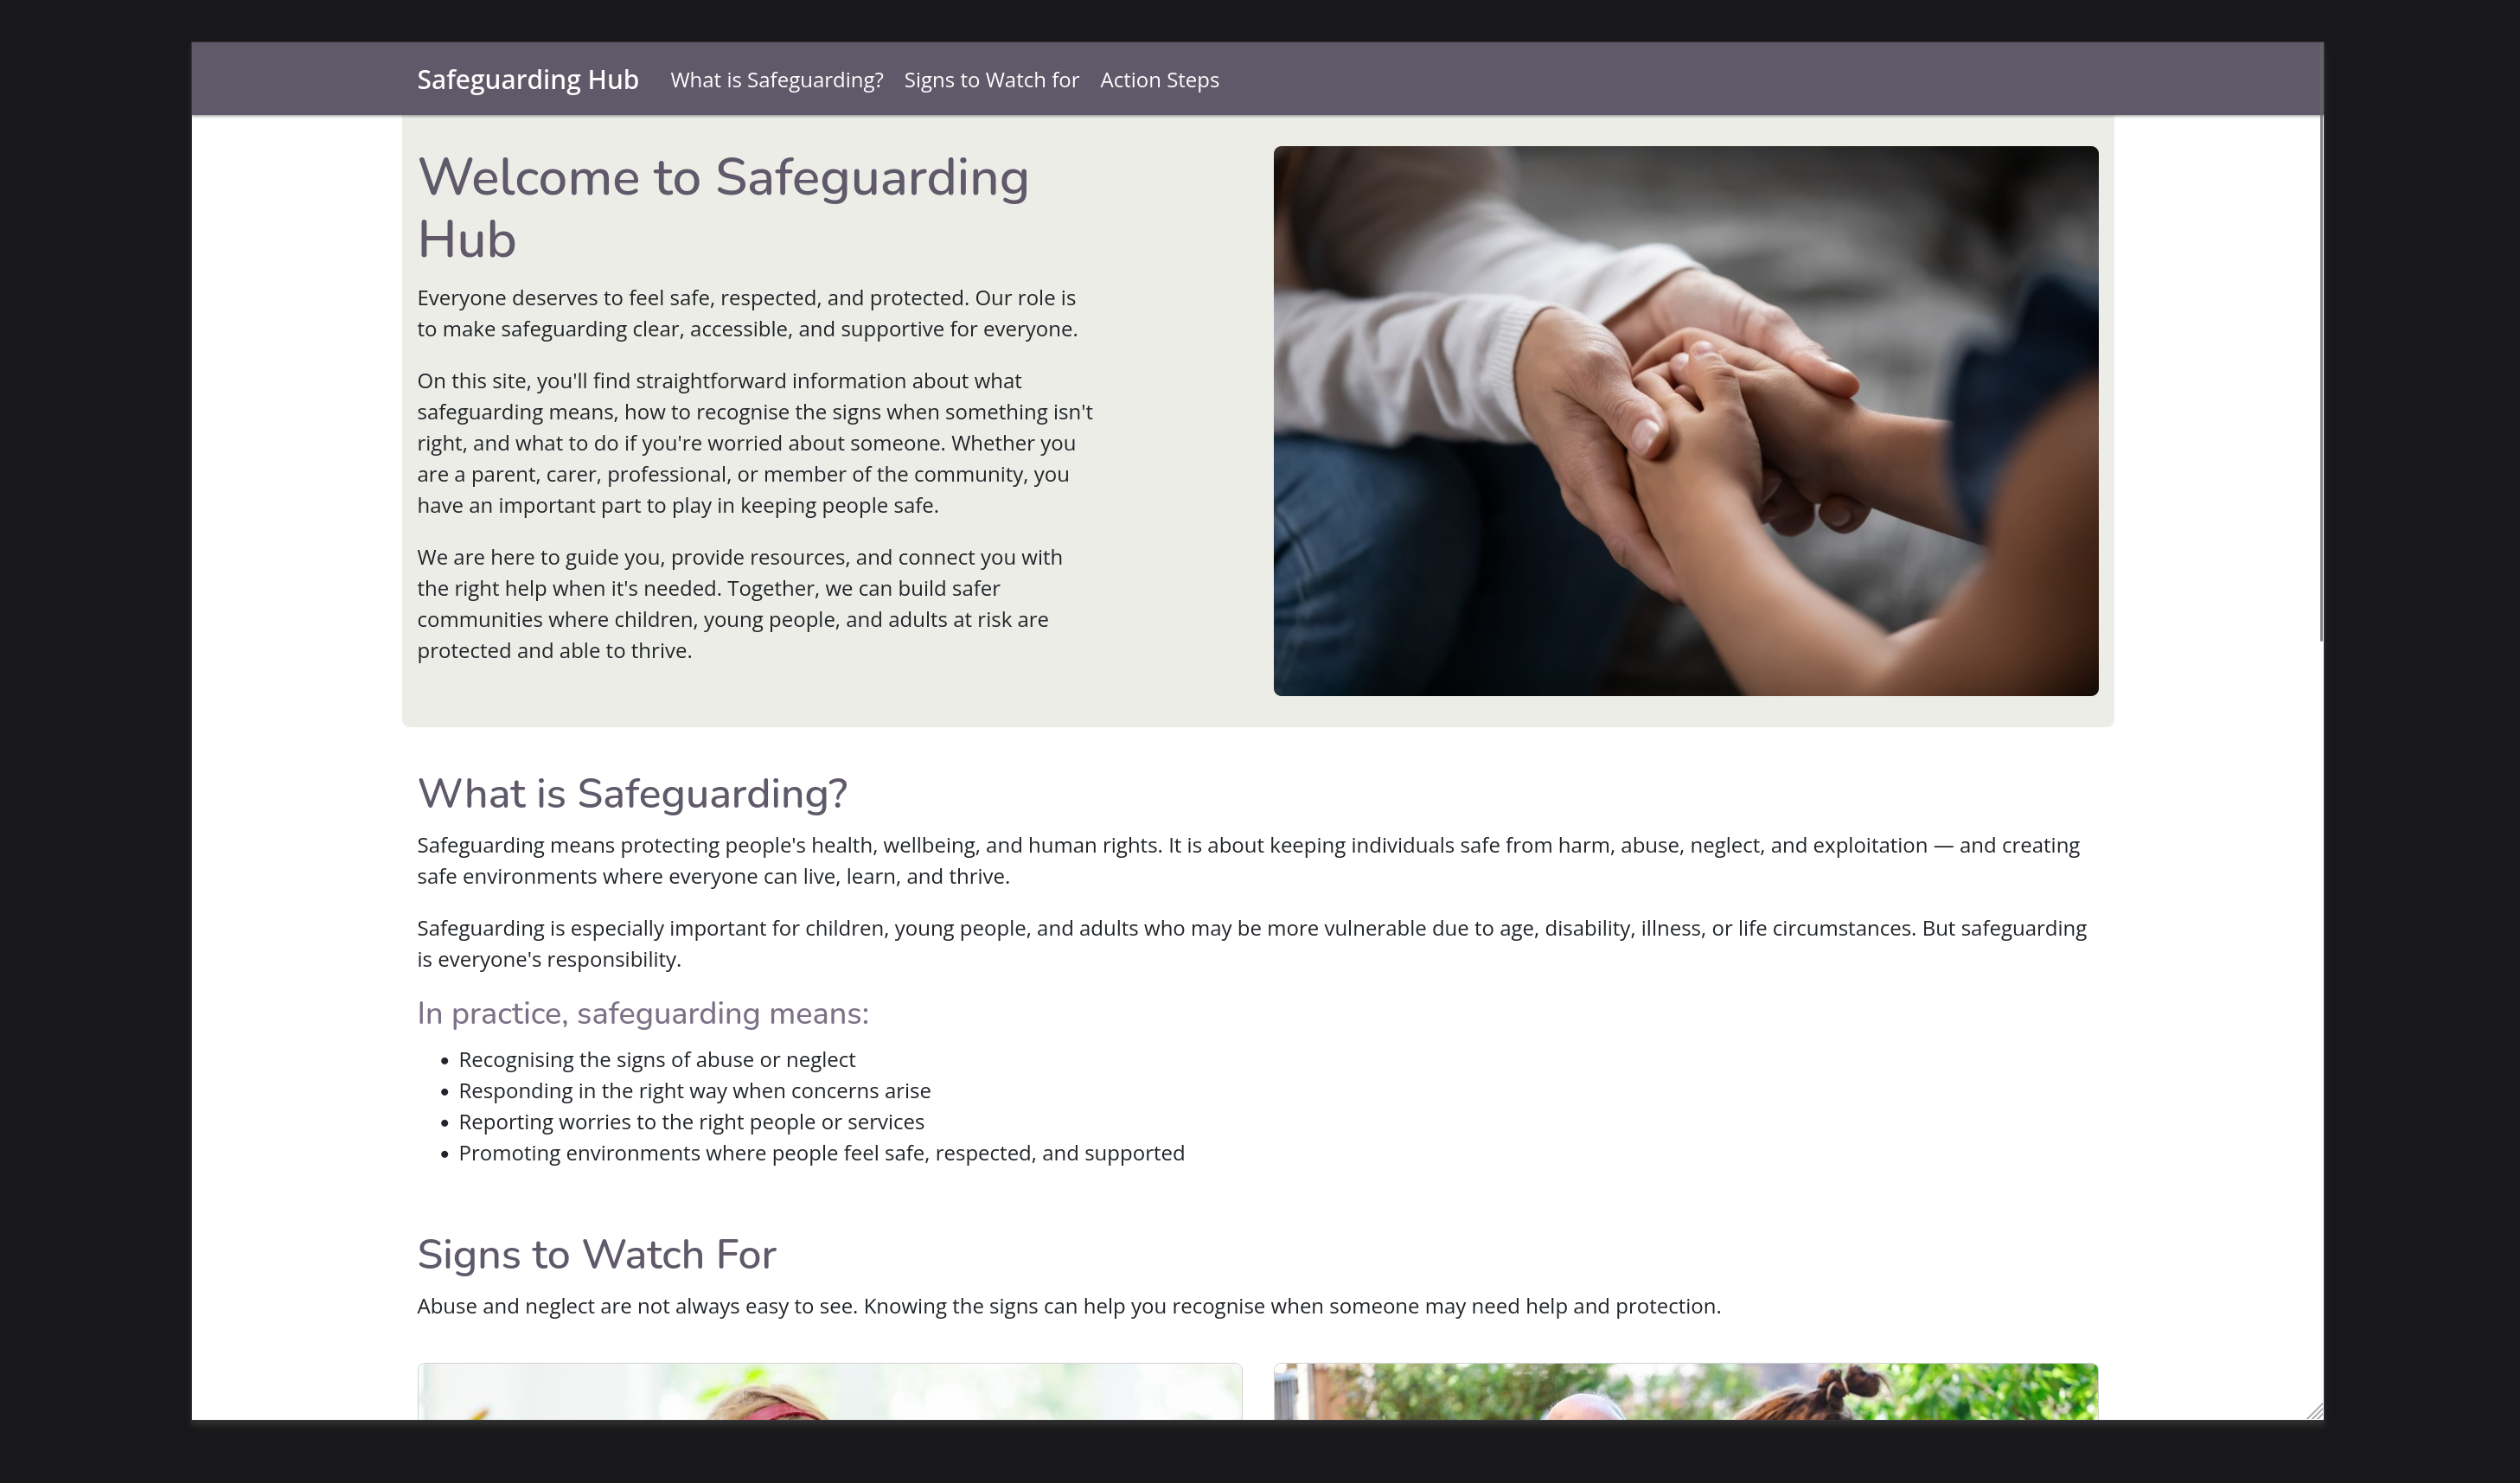 Safeguarding Hub What is Safeguarding? Signs to Watch for Action Steps
Welcome to Safeguarding
Hub
Everyone deserves to feel safe, respected, and protected. Our role is
to make safeguarding clear, accessible, and supportive for everyone.
On this site, you'll find straightforward information about what
safeguarding means, how to recognise the signs when something isn't
right, and what to do if you're worried about someone. Whether you
are a parent, carer, professional, or member of the community, you
have an important part to play in keeping people safe.
We are here to guide you, provide resources, and connect you with
the right help when it's needed. Together, we can build safer
communities where children, young people, and adults at risk are
protected and able to thrive.
What is Safeguarding?
Safeguarding means protecting people's health, wellbeing, and human rights. It is about keeping individuals safe from harm, abuse, neglect, and exploitation — and creating
safe environments where everyone can live, learn, and thrive.
Safeguarding is especially important for children, young people, and adults who may be more vulnerable due to age, disability, illness, or life circumstances. But safeguarding
is everyone's responsibility.
In practice, safeguarding means:
• Recognising the signs of abuse or neglect
• Responding in the right way when concerns arise
• Reporting worries to the right people or services
• Promoting environments where people feel safe, respected, and supported
Signs to Watch For
Abuse and neglect are not always easy to see. Knowing the signs can help you recognise when someone may need help and protection.